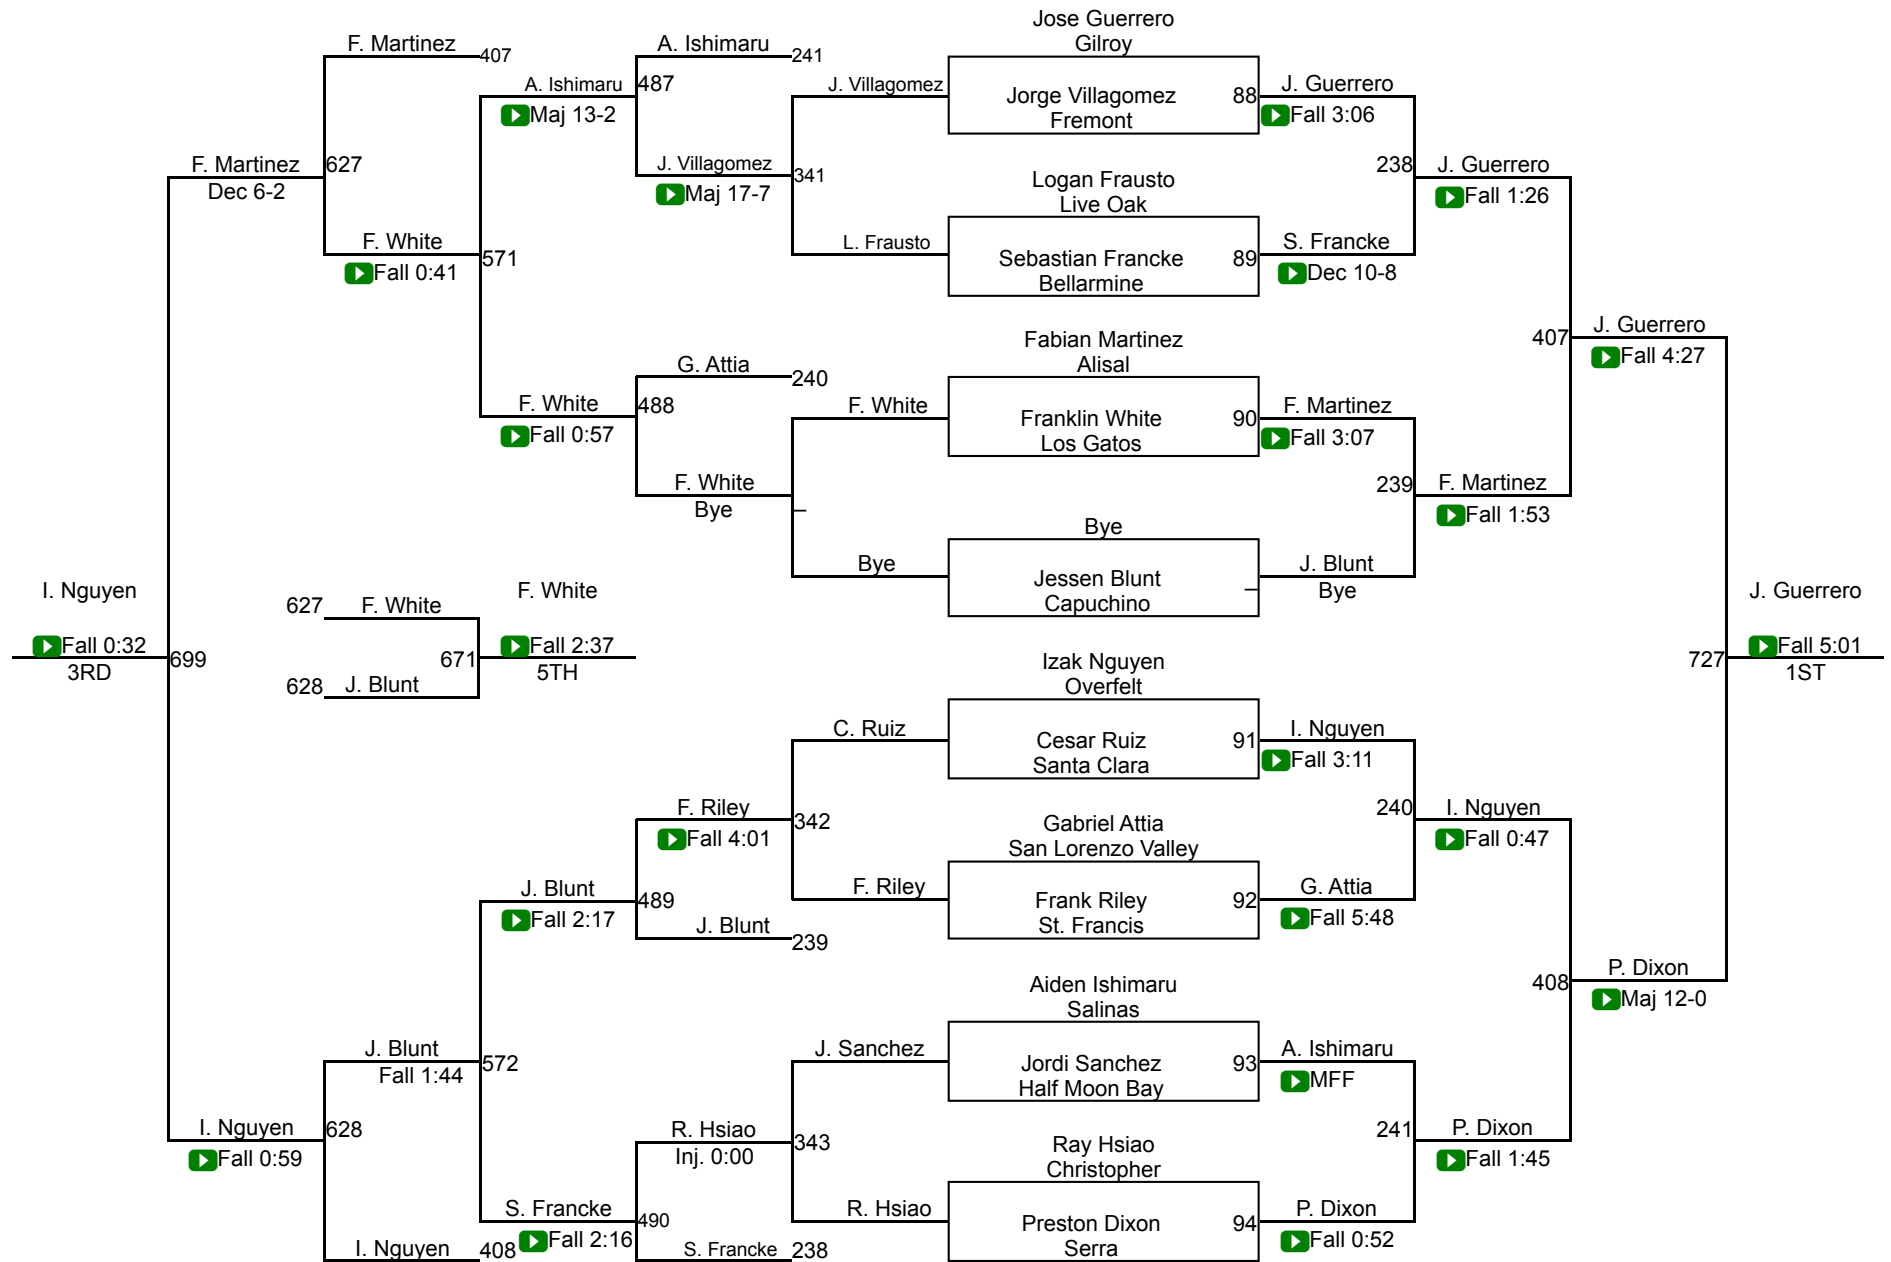 Jose Guerrero
Gilroy
F. Martinez
407
A. Ishimaru
241
A. Ishimaru
487
Maj 13-2
J. Villagomez
Jorge Villagomez
Fremont
88
J. Guerrero
Fall 3:06
F. Martinez
627
Dec 6-2
J. Villagomez
341
Maj 17-7
Logan Frausto
Live Oak
238
J. Guerrero
Fall 1:26
F. White
571
Fall 0:41
L. Frausto
Sebastian Francke
Bellarmine
89
S. Francke
Dec 10-8
Fabian Martinez
Alisal
407
J. Guerrero
Fall 4:27
G. Attia
240
F. White
488
Fall 0:57
F. White
Franklin White
Los Gatos
90
F. Martinez
Fall 3:07
F. White
Bye
–
239
F. Martinez
Fall 1:53
Bye
Bye
Jessen Blunt
Capuchino
–
J. Blunt
Bye
I. Nguyen
Fall 0:32
3RD
699
627
F. White
628
J. Blunt
671
F. White
Fall 2:37
5TH
727
J. Guerrero
Fall 5:01
1ST
Izak Nguyen
Overfelt
C. Ruiz
Cesar Ruiz
Santa Clara
91
I. Nguyen
Fall 3:11
F. Riley
Fall 4:01
342
Gabriel Attia
San Lorenzo Valley
240
I. Nguyen
Fall 0:47
J. Blunt
Fall 2:17
489
F. Riley
Frank Riley
St. Francis
92
G. Attia
Fall 5:48
J. Blunt
239
Aiden Ishimaru
Salinas
408
P. Dixon
Maj 12-0
J. Blunt
Fall 1:44
572
J. Sanchez
Jordi Sanchez
Half Moon Bay
93
A. Ishimaru
MFF
I. Nguyen
Fall 0:59
628
R. Hsiao
Inj. 0:00
343
Ray Hsiao
Christopher
241
P. Dixon
Fall 1:45
S. Francke
Fall 2:16
490
R. Hsiao
Preston Dixon
Serra
94
P. Dixon
Fall 0:52
I. Nguyen
408
S. Francke
238